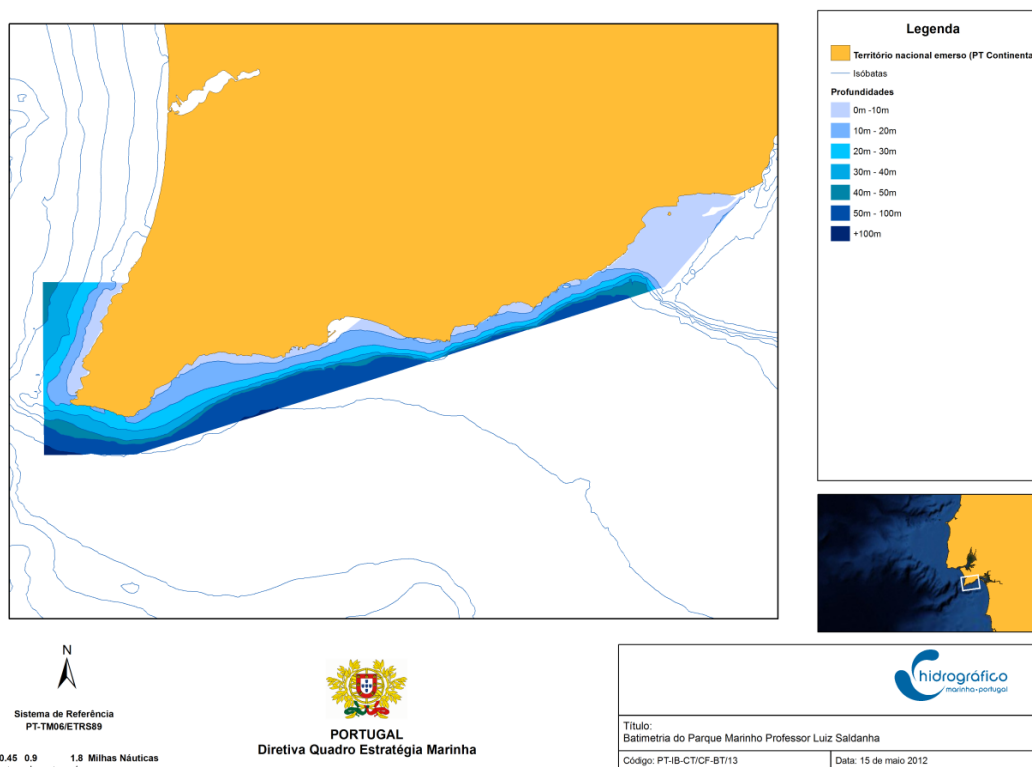 Legenda
Território nacional emerso (PT Continenta
Isóbatas
Profundidades
0m -10m
10m - 20m
20m - 30m
30m - 40m
40m - 50m
50m - 100m
+100m
N
Sistema de Referência
PT-TM06/ETRS89
0.45 0.9 1.8 Milhas Náuticas
PORTUGAL
Diretiva Quadro Estratégia Marinha
hidrográfico
marinha-portugal
Título:
Batimetria do Parque Marinho Professor Luiz Saldanha
Código: PT-IB-CT/CF-BT/13
Data: 15 de maio 2012